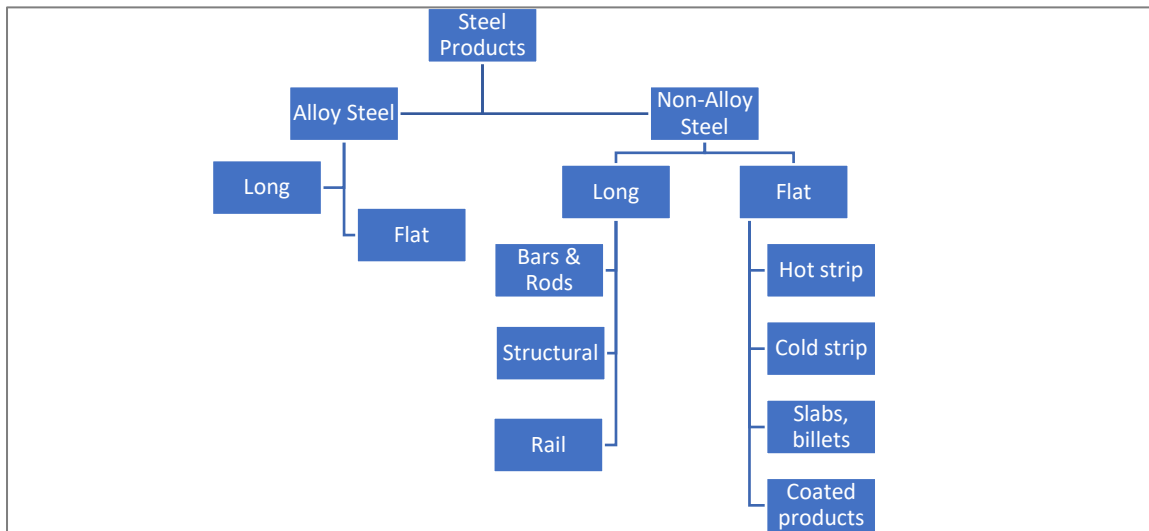 Steel
Products
Alloy Steel
Non-Alloy
Steel
Long
Flat
Long
Flat
Bars &
Rods
Structural
Rail
Hot strip
Cold strip
Slabs,
billets
Coated
products